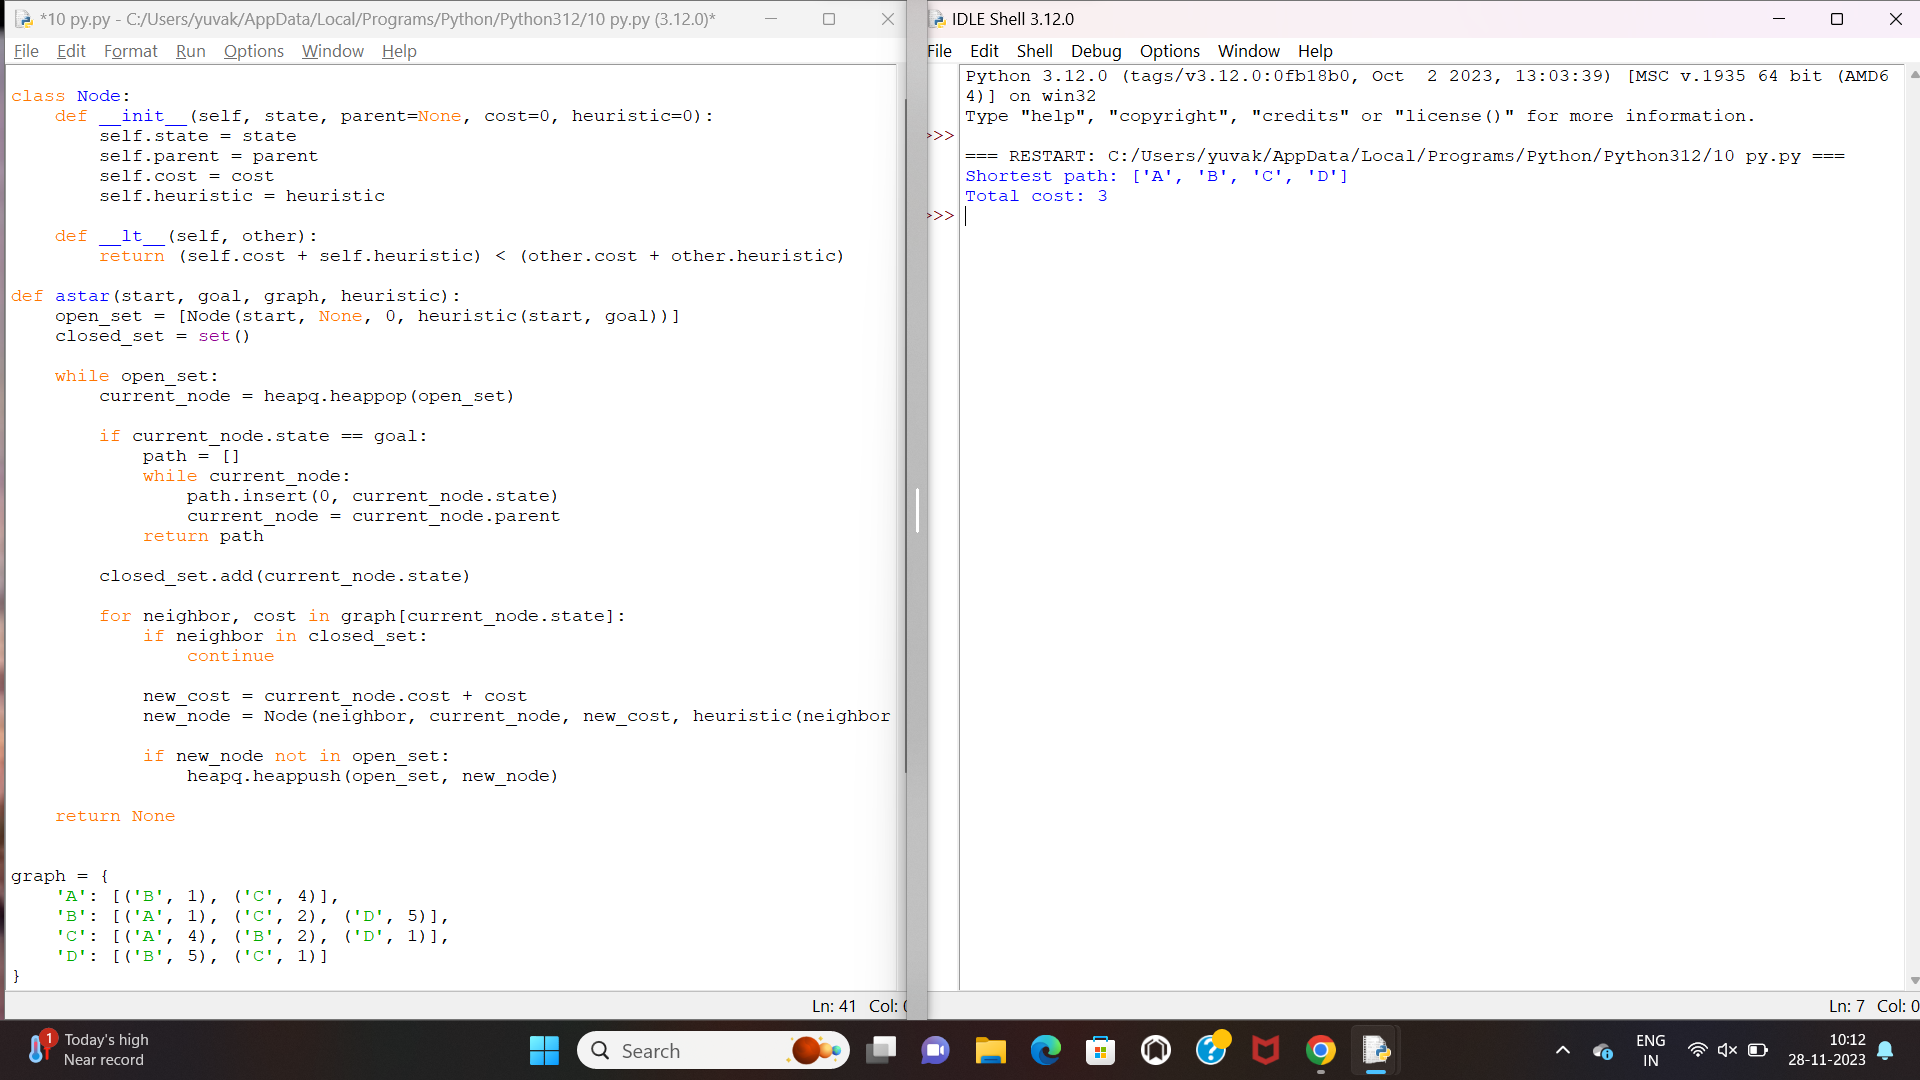 *10 py.py - C:/Users/yuvak/AppData/Local/Programs/Python/Python312/10 py.py (3.12.0)*
File Edit Format Run Options Window Help
class Node:
    def __init__(self, state, parent=None, cost=0, heuristic=0):
        self.state = state
        self.parent = parent
        self.cost = cost
        self.heuristic = heuristic
    def __lt__(self, other):
        return (self.cost + self.heuristic) < (other.cost + other.heuristic)
def astar(start, goal, graph, heuristic):
    open_set = [Node(start, None, 0, heuristic(start, goal))]
    closed_set = set()
    while open_set:
        current_node = heapq.heappop(open_set)
        if current_node.state == goal:
            path = []
            while current_node:
                path.insert(0, current_node.state)
                current_node = current_node.parent
            return path
        closed_set.add(current_node.state)
        for neighbor, cost in graph[current_node.state]:
            if neighbor in closed_set:
                continue
            new_cost = current_node.cost + cost
            new_node = Node(neighbor, current_node, new_cost, heuristic(neighbor
            if new_node not in open_set:
                heapq.heappush(open_set, new_node)
    return None
graph = {
    'A': [('B', 1), ('C', 4)],
    'B': [('A', 1), ('C', 2), ('D', 5)],
    'C': [('A', 4), ('B', 2), ('D', 1)],
    'D': [('B', 5), ('C', 1)]
}
Ln: 41 Col:
IDLE Shell 3.12.0
File Edit Shell Debug Options Window Help
Python 3.12.0 (tags/v3.12.0:0fb18b0, Oct  2 2023, 13:03:39) [MSC v.1935 64 bit (AMD6
4)] on win32
Type "help", "copyright", "credits" or "license()" for more information.
>>>
=== RESTART: C:/Users/yuvak/AppData/Local/Programs/Python/Python312/10 py.py ===
Shortest path: ['A', 'B', 'C', 'D']
Total cost: 3
>>>
Ln: 7 Col: 0
1
Today's high
Near record
Search
ENG
IN
10:12
28-11-2023